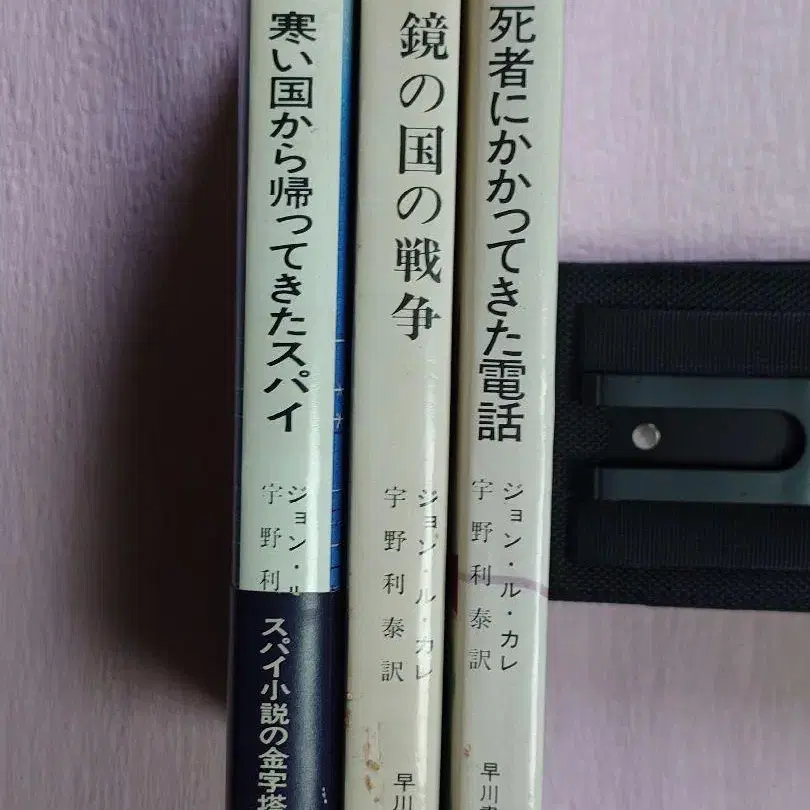 寒い国から帰ってきたスパイ
ジョン・ル
宇野利
スパイ小説の金字塔
鏡の国の戦争
ジョン・ル・カレ
宇野利泰訳
早川
死者にかかってきた電話
ジョン・ル・カレ
宇野利泰訳
早川書